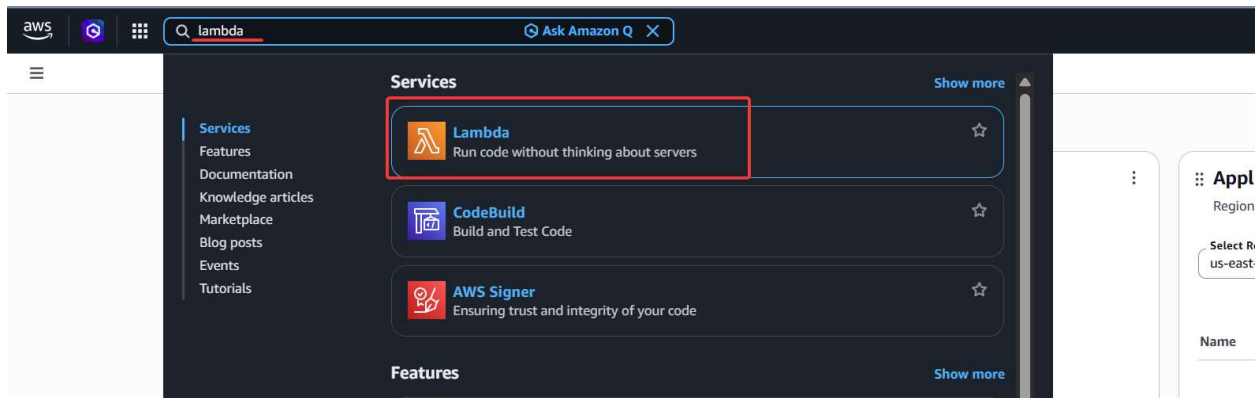 aws
lambda
Ask Amazon Q
Services
Show more
Services
Features
Documentation
Knowledge articles
Marketplace
Blog posts
Events
Tutorials
Lambda
Run code without thinking about servers
CodeBuild
Build and Test Code
AWS Signer
Ensuring trust and integrity of your code
Features
Show more
Appl
Region
Select Re
us-east-
Name